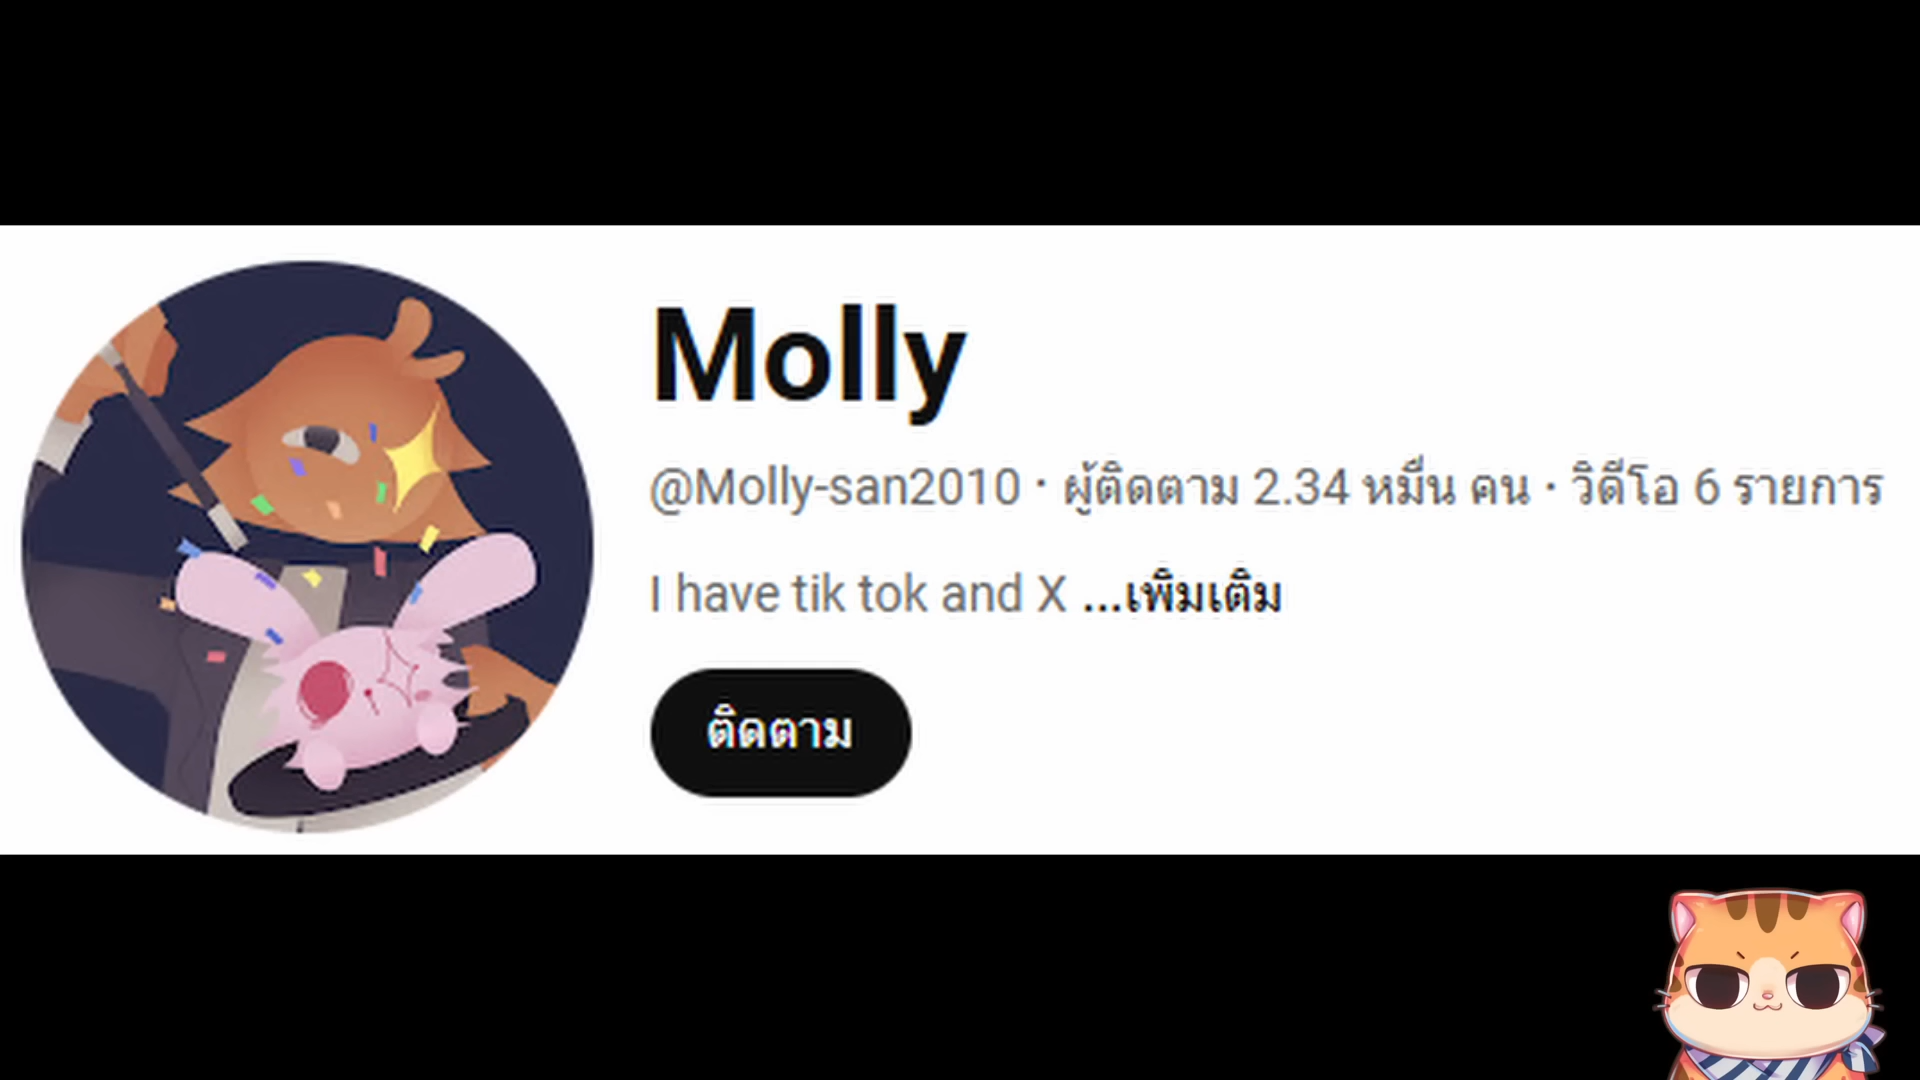 Molly
@Molly-san2010 · ผู้ติดตาม 2.34 หมื่น คน · วิดีโอ 6 รายการ
I have tik tok and X ...เพิ่มเติม
ติดตาม